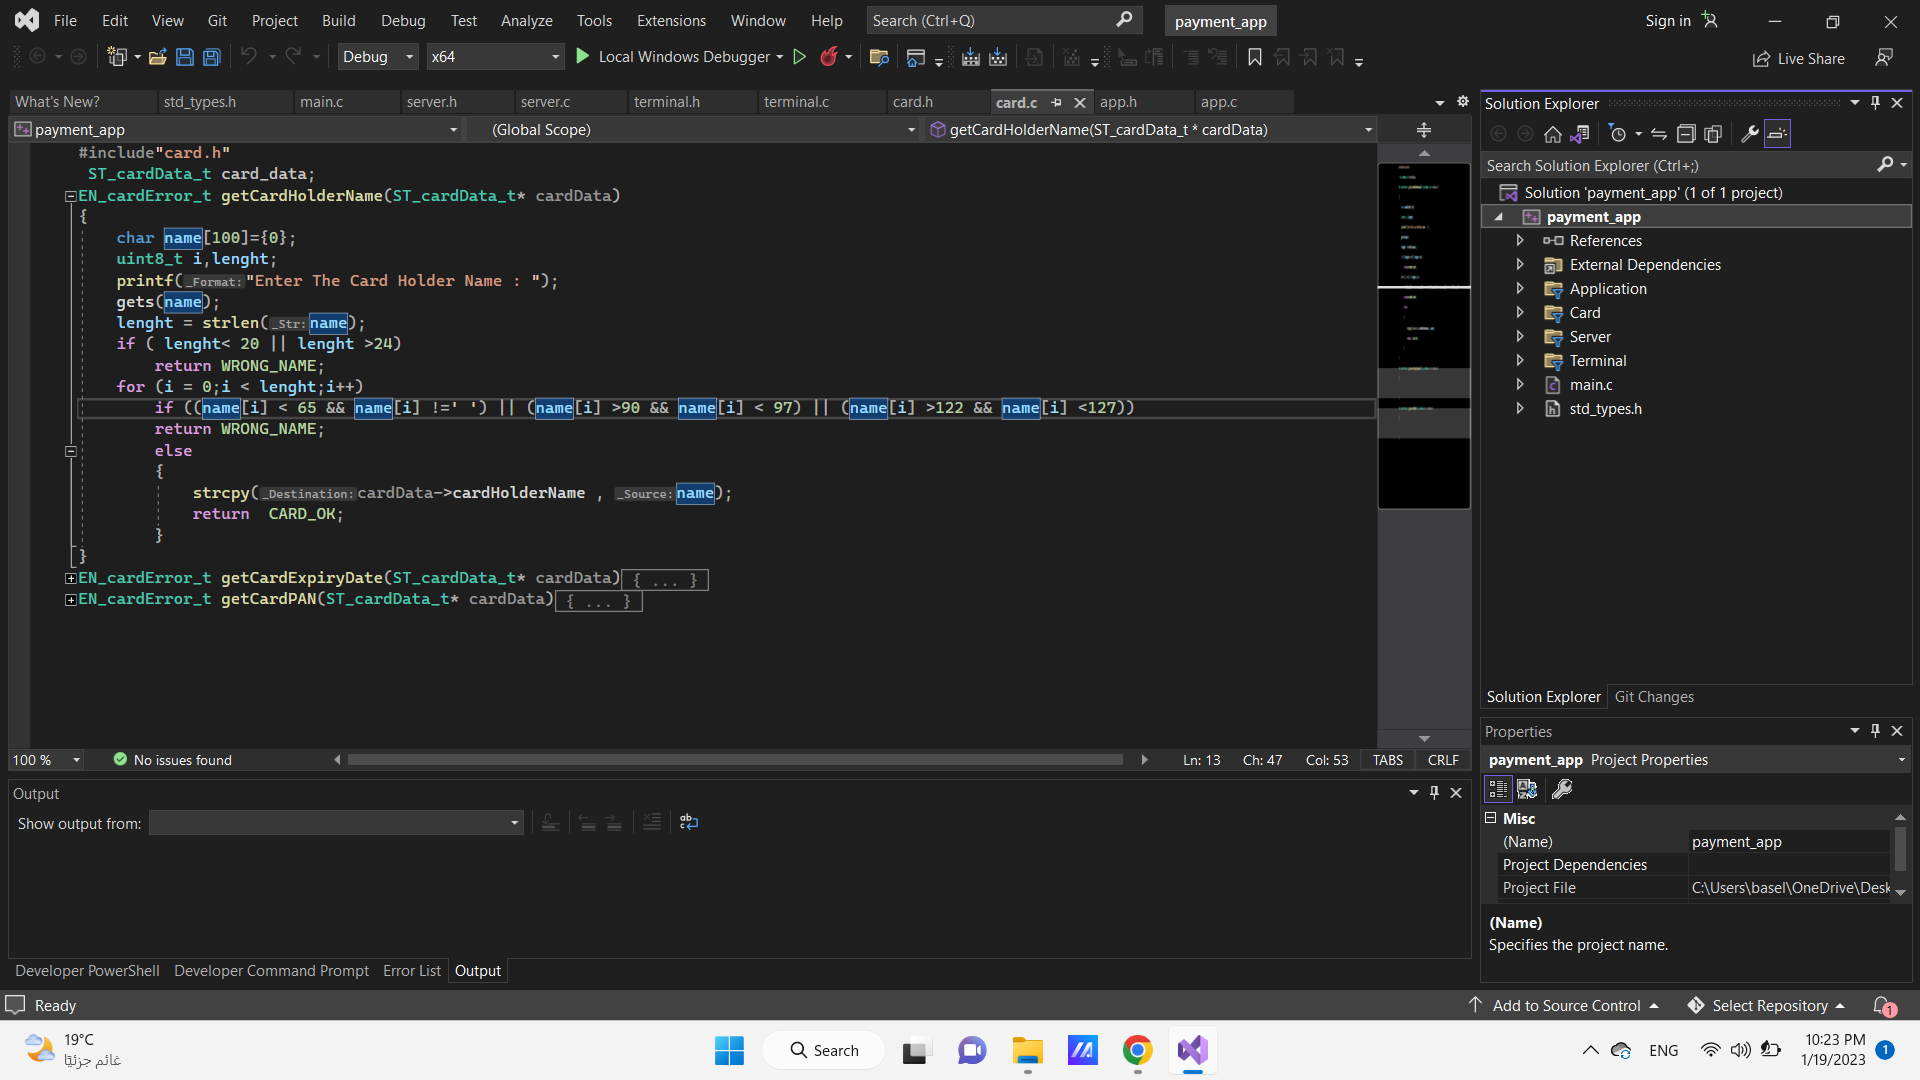 File Edit View Git Project Build Debug Test Analyze Tools Extensions Window Help Search (Ctrl+Q) payment_app Sign in
Debug x64 Local Windows Debugger Live Share
What's New? std_types.h main.c server.h server.c terminal.h terminal.c card.h card.c app.h app.c
payment_app (Global Scope) getCardHolderName(ST_cardData_t * cardData)
#include"card.h"
ST_cardData_t card_data;
EN_cardError_t getCardHolderName(ST_cardData_t* cardData)
{
char name[100]={0};
uint8_t i,lenght;
printf(_Format:"Enter The Card Holder Name : ");
gets(name);
lenght = strlen(_Str:name);
if ( lenght< 20 || lenght >24)
return WRONG_NAME;
for (i = 0;i < lenght;i++)
if ((name[i] < 65 && name[i] !=' ') || (name[i] >90 && name[i] < 97) || (name[i] >122 && name[i] <127))
return WRONG_NAME;
else
{
strcpy(_Destination:cardData->cardHolderName , _Source:name);
return CARD_OK;
}
}
EN_cardError_t getCardExpiryDate(ST_cardData_t* cardData){ ... }
EN_cardError_t getCardPAN(ST_cardData_t* cardData){ ... }
100 % No issues found Ln: 13 Ch: 47 Col: 53 TABS CRLF
Output
Show output from:
Developer PowerShell Developer Command Prompt Error List Output
Solution Explorer
Search Solution Explorer (Ctrl+;)
Solution 'payment_app' (1 of 1 project)
payment_app
References
External Dependencies
Application
Card
Server
Terminal
main.c
std_types.h
Solution Explorer Git Changes
Properties
payment_app Project Properties
Misc
(Name) payment_app
Project Dependencies
Project File C:\Users\basel\OneDrive\Desk
(Name)
Specifies the project name.
Ready Add to Source Control Select Repository 1
19°C
غائم جزئيًا
Search
ENG
10:23 PM
1/19/2023
1